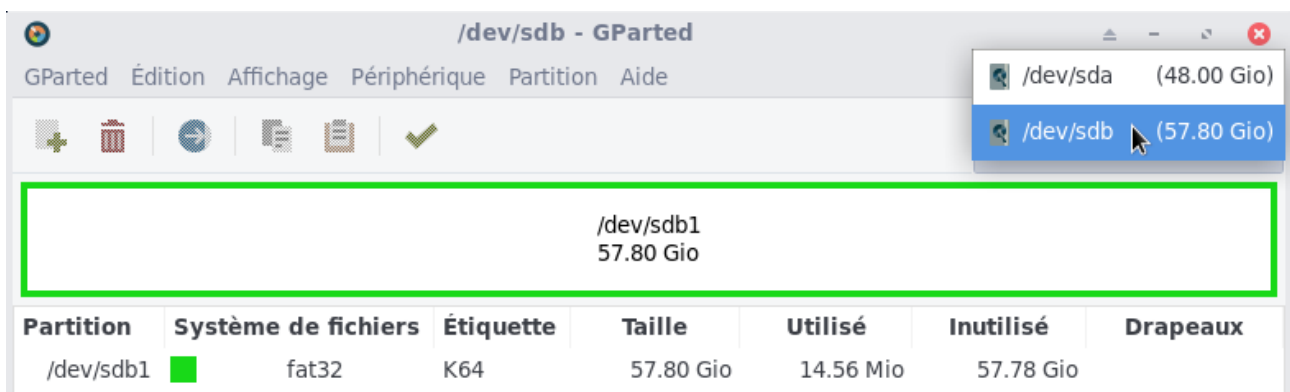 /dev/sdb - GParted
GParted Édition Affichage Périphérique Partition Aide
/dev/sda (48.00 Gio)
/dev/sdb (57.80 Gio)
/dev/sdb1
57.80 Gio
Partition Système de fichiers Étiquette Taille Utilisé Inutilisé Drapeaux
/dev/sdb1 fat32 K64 57.80 Gio 14.56 Mio 57.78 Gio